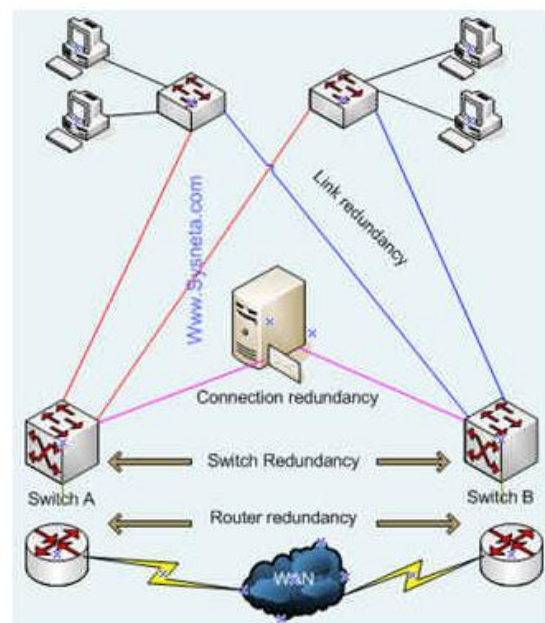 Www.Sysneta.com
Link redundancy
Connection redundancy
Switch Redundancy
Switch A
Switch B
Router redundancy
WAN